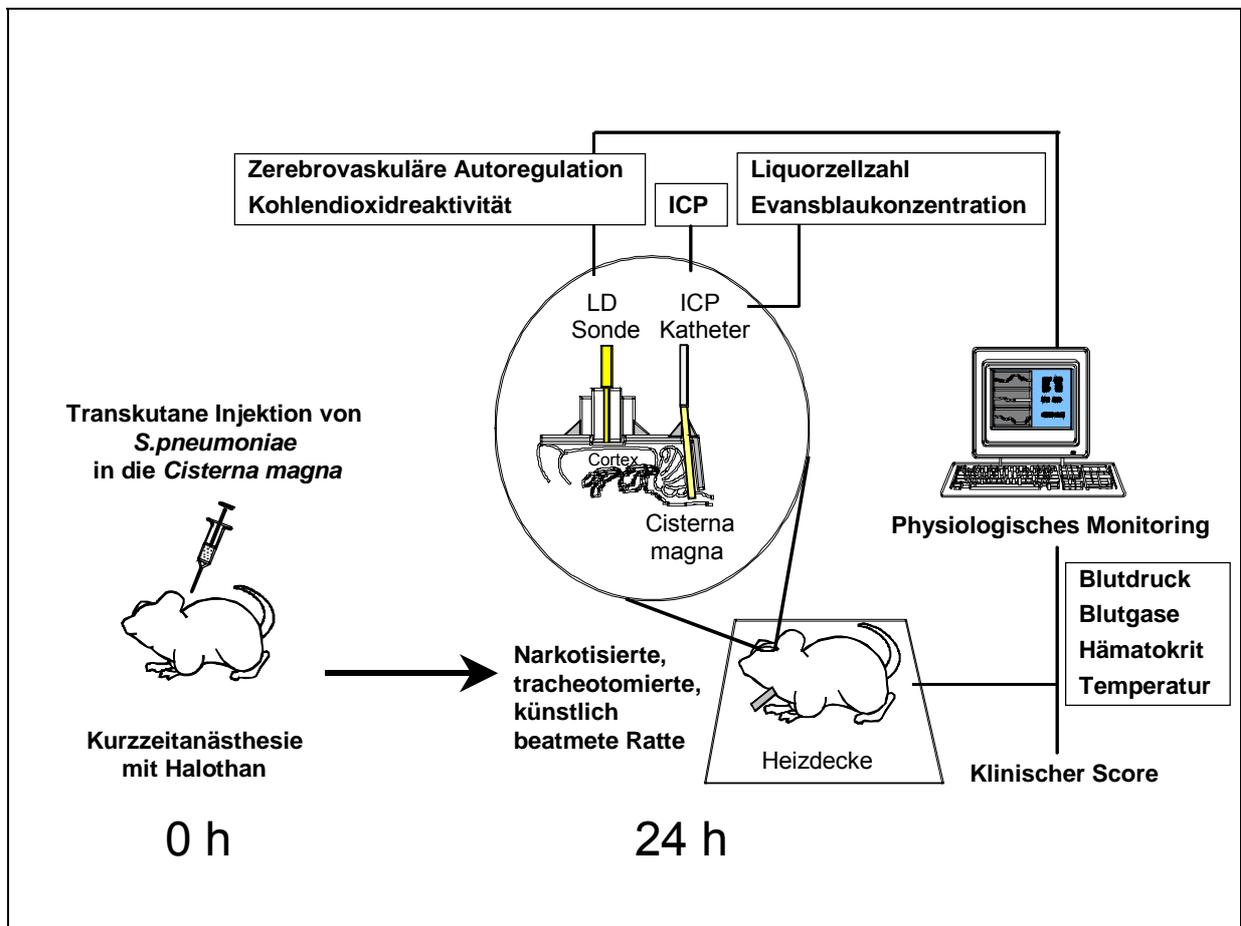 Zerebrovaskuläre Autoregulation
Kohlendioxidreaktivität
ICP
Liquorzellzahl
Evansblaukonzentration
LD
Sonde
ICP
Katheter
Cortex
Cisterna
magna
Transkutane Injektion von
S.pneumoniae
in die Cisterna magna
Kurzzeitanästhesie
mit Halothan
0 h
Narkotisierte,
tracheotomierte,
künstlich
beatmete Ratte
Heizdecke
24 h
Physiologisches Monitoring
Blutdruck
Blutgase
Hämatokrit
Temperatur
Klinischer Score